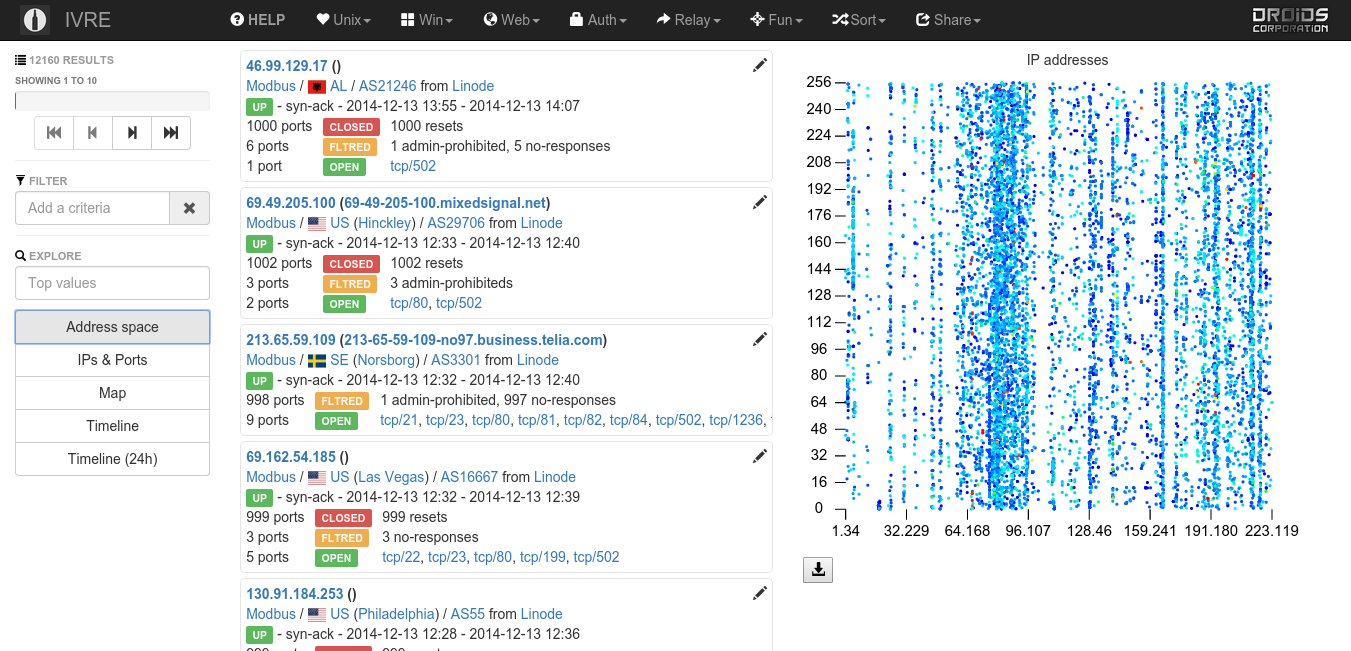 IVRE
HELP
Unix
Win
Web
Auth
Relay
Fun
Sort
Share
DROIDS
CORPORATION
12160 RESULTS
SHOWING 1 TO 10
FILTER
Add a criteria
EXPLORE
Top values
Address space
IPs & Ports
Map
Timeline
Timeline (24h)
46.99.129.17 ()
Modbus / AL / AS21246 from Linode
UP - syn-ack - 2014-12-13 13:55 - 2014-12-13 14:07
1000 ports CLOSED 1000 resets
6 ports FLTRED 1 admin-prohibited, 5 no-responses
1 port OPEN tcp/502
69.49.205.100 (69-49-205-100.mixedsignal.net)
Modbus / US (Hinckley) / AS29706 from Linode
UP - syn-ack - 2014-12-13 12:33 - 2014-12-13 12:40
1002 ports CLOSED 1002 resets
3 ports FLTRED 3 admin-prohibiteds
2 ports OPEN tcp/80, tcp/502
213.65.59.109 (213-65-59-109-no97.business.telia.com)
Modbus / SE (Norsborg) / AS3301 from Linode
UP - syn-ack - 2014-12-13 12:32 - 2014-12-13 12:40
998 ports FLTRED 1 admin-prohibited, 997 no-responses
9 ports OPEN tcp/21, tcp/23, tcp/80, tcp/81, tcp/82, tcp/84, tcp/502, tcp/1236,
69.162.54.185 ()
Modbus / US (Las Vegas) / AS16667 from Linode
UP - syn-ack - 2014-12-13 12:32 - 2014-12-13 12:39
999 ports CLOSED 999 resets
3 ports FLTRED 3 no-responses
5 ports OPEN tcp/22, tcp/23, tcp/80, tcp/199, tcp/502
130.91.184.253 ()
Modbus / US (Philadelphia) / AS55 from Linode
UP - syn-ack - 2014-12-13 12:28 - 2014-12-13 12:36
IP addresses
256
240
224
208
192
176
160
144
128
112
96
80
64
48
32
16
0
1.34 32.229 64.168 96.107 128.46 159.241 191.180 223.119